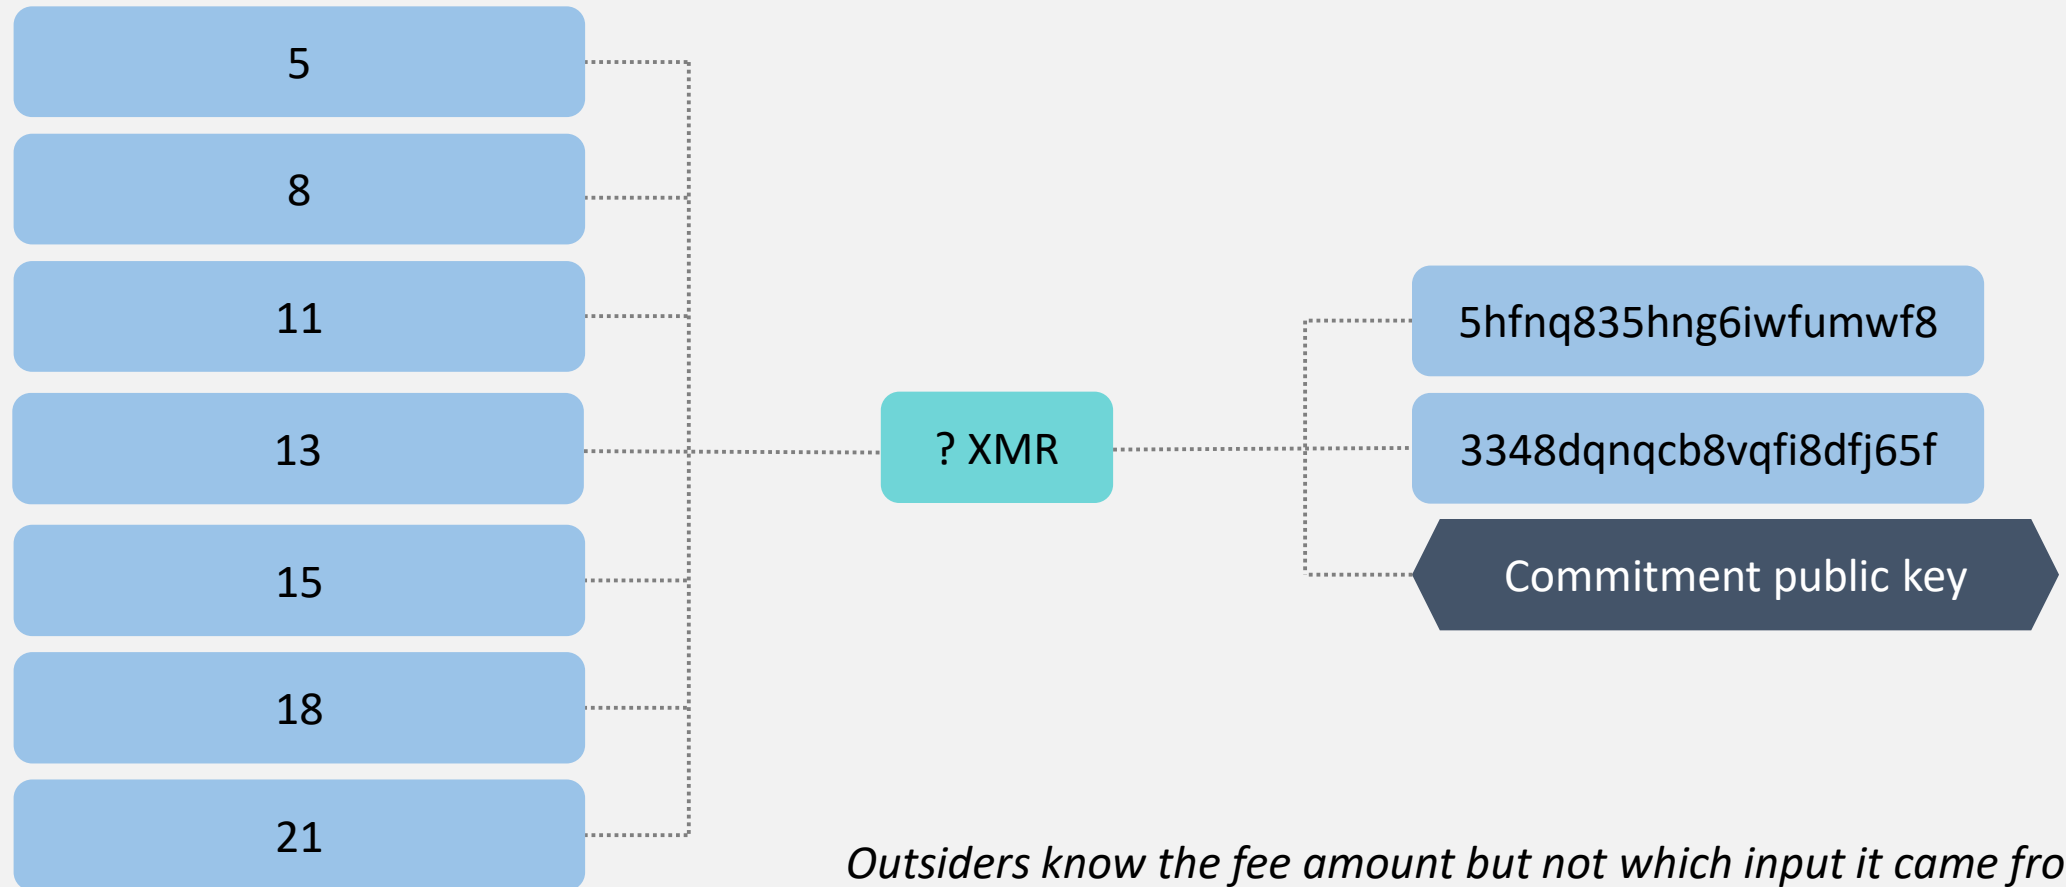 5
8
11
13
15
18
21
? XMR
5hfnq835hng6iwfumwf8
3348dqnqcb8vqfi8dfj65f
Commitment public key
Outsiders know the fee amount but not which input it came fro